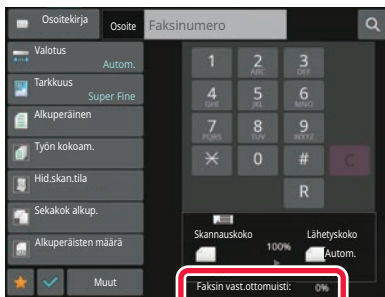 Osoitekirja
Osoite
Faksinumero
Valotus
Autom.
Tarkkuus
Super Fine
Alkuperäinen
Työn kokoam.
Hid.skan.tila
Sekakok alkup.
Alkuperäisten määrä
Muut
1 2 ABC 3 DEF
4 GHI 5 JKL 6 MNO
7 PQRS 8 TUV 9 WXYZ
0 # C
R
Skannauskoko
100%
Lähetyskoko
Autom.
Faksin vast.ottomuisti: 0%